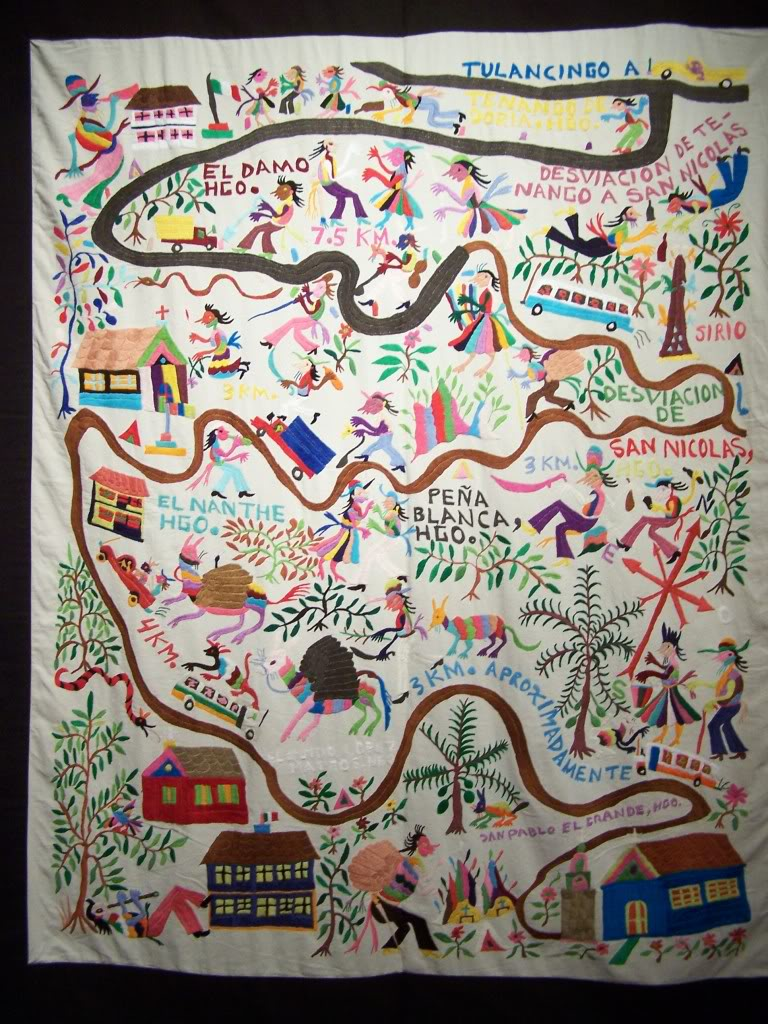 TULANCINGO A
TENANGO DE
DORIA, HGO.
DESVIACION DE TE-
NANGO A SAN NICOLAS
EL DAMO
HGO.
7.5 KM.
SIRIO
3 KM.
DESVIACION
DE
SAN NICOLAS,
HGO.
3 KM.
EL NANTHE
HGO.
PEÑA
BLANCA,
HGO.
N
E
O
S
4 KM.
3 KM. APROXIMADAMENTE
SAN PABLO EL GRANDE, HGO.